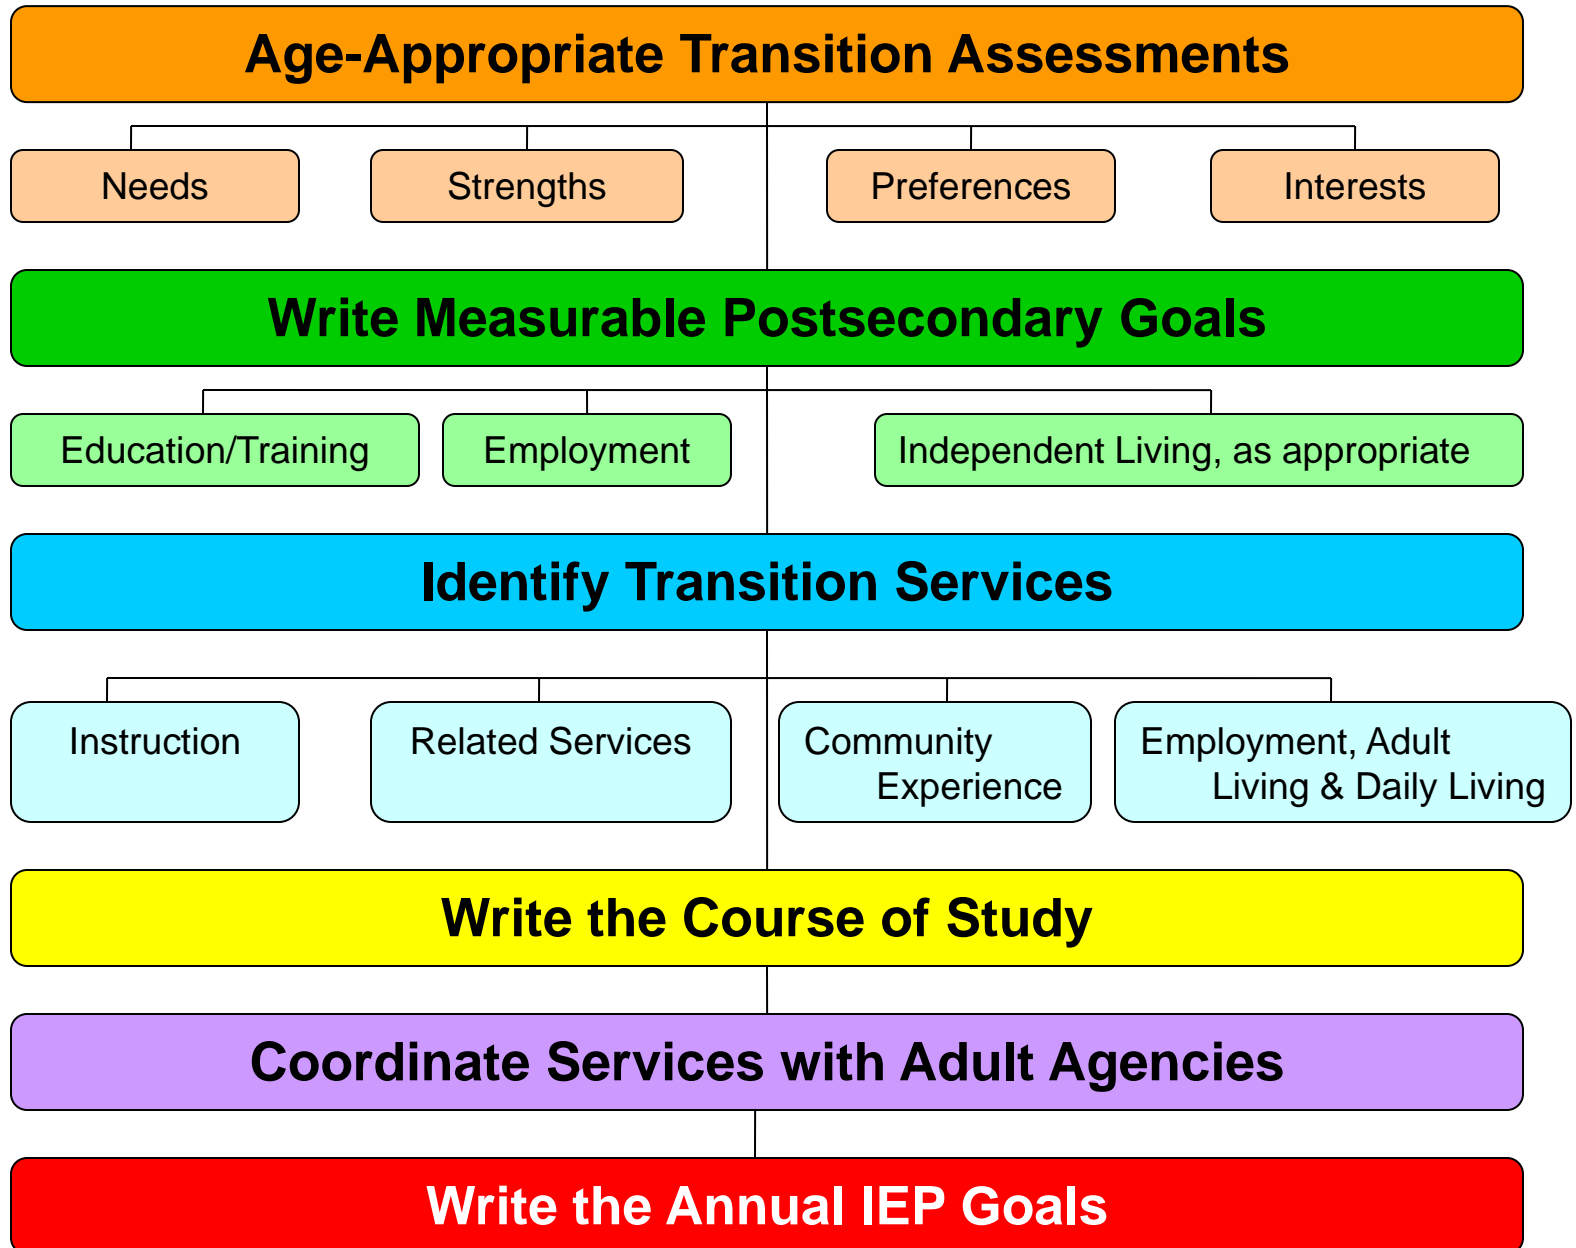 Age-Appropriate Transition Assessments
Needs
Strengths
Preferences
Interests
Write Measurable Postsecondary Goals
Education/Training
Employment
Independent Living, as appropriate
Identify Transition Services
Instruction
Related Services
Community
Experience
Employment, Adult
Living & Daily Living
Write the Course of Study
Coordinate Services with Adult Agencies
Write the Annual IEP Goals